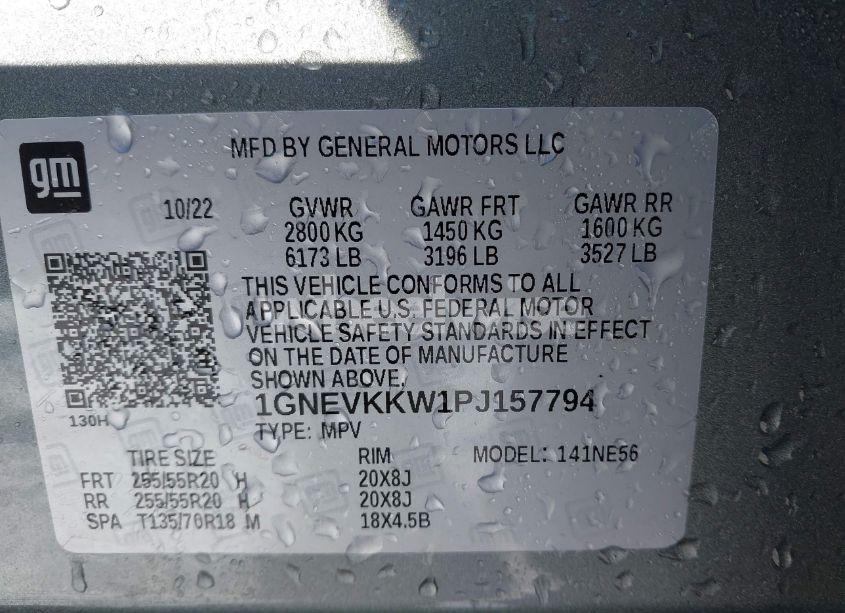 gm
MFD BY GENERAL MOTORS LLC
10/22 GVWR GAWR FRT GAWR RR
2800 KG 1450 KG 1600 KG
6173 LB 3196 LB 3527 LB
THIS VEHICLE CONFORMS TO ALL
APPLICABLE U.S. FEDERAL MOTOR
VEHICLE SAFETY STANDARDS IN EFFECT
ON THE DATE OF MANUFACTURE
SHOWN ABOVE.
1GNEVKKW1PJ157794
130H
TYPE: MPV
TIRE SIZE RIM MODEL: 141NE56
FRT 255/55R20 H 20X8J
RR 255/55R20 H 20X8J
SPA T135/70R18 M 18X4.5B